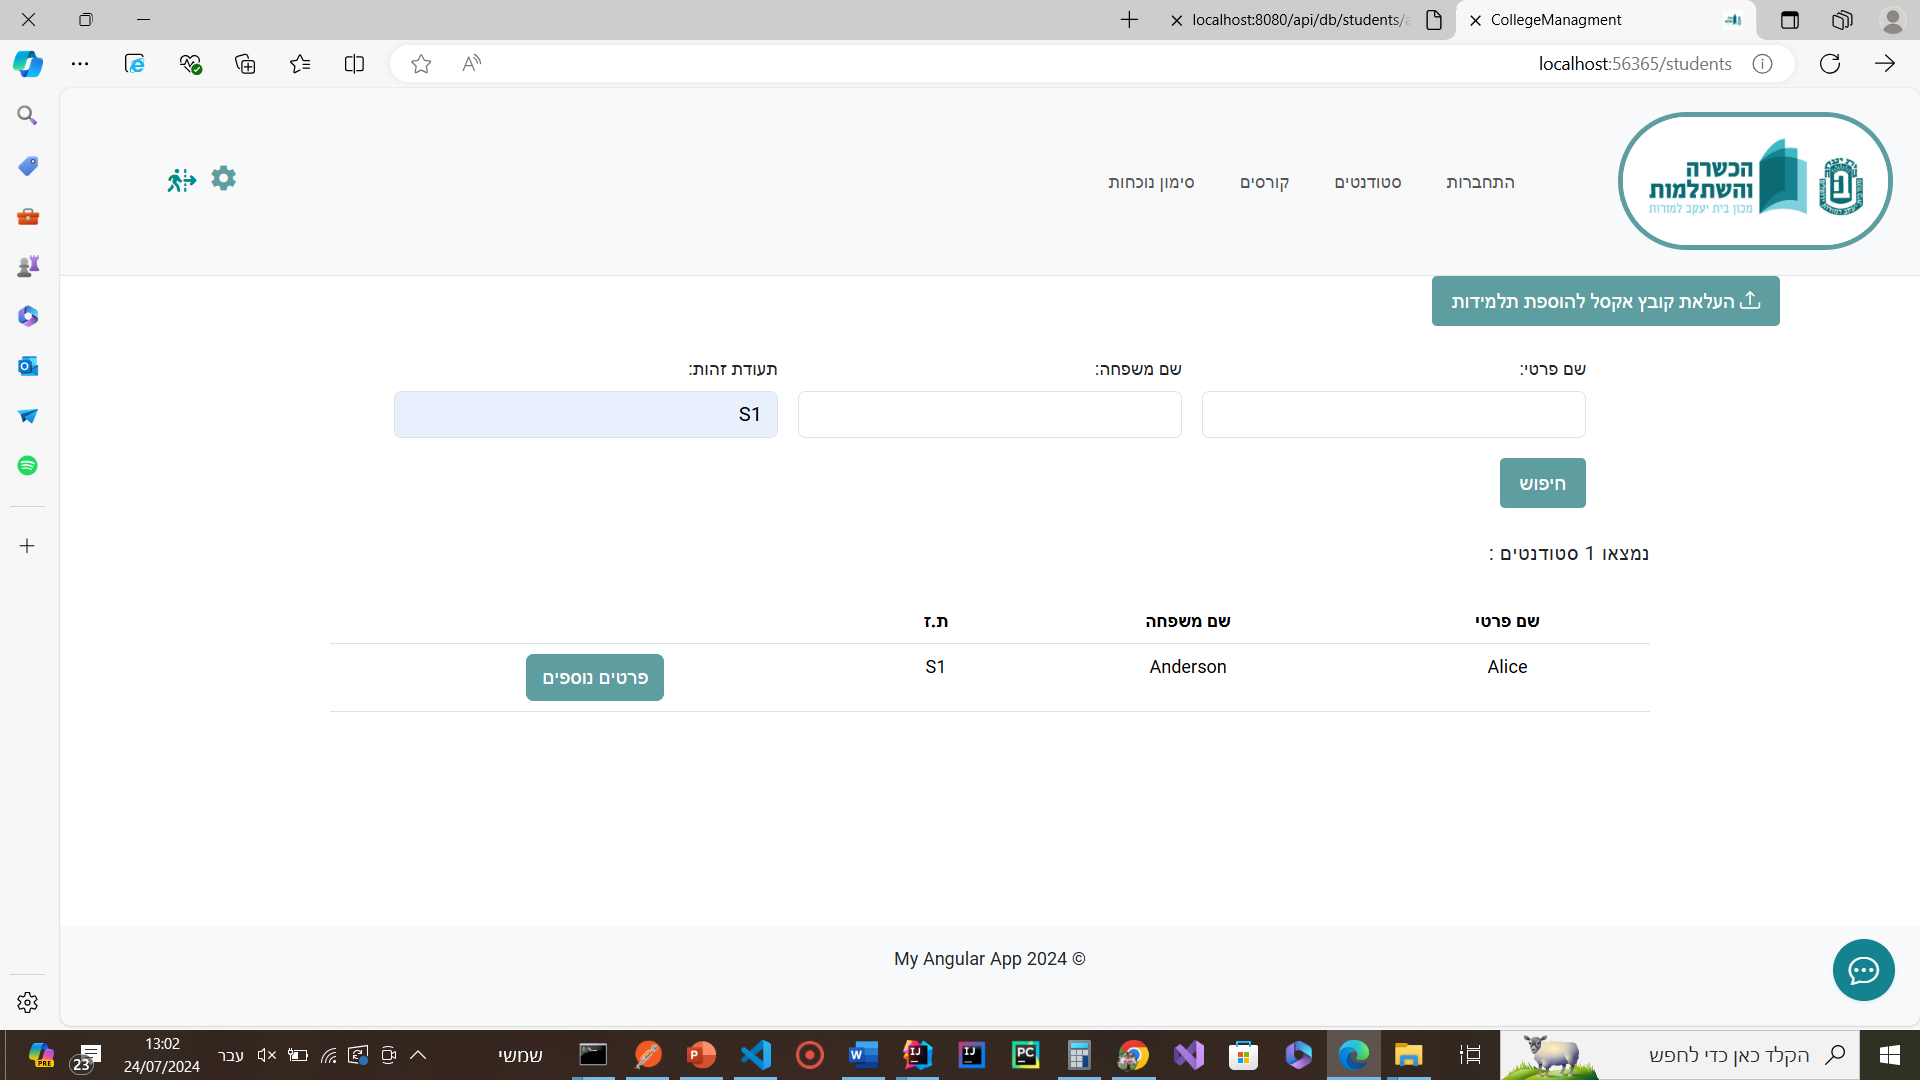 localhost:8080/api/db/students/a
CollegeManagment
localhost:56365/students
הכשרה
והשתלמות
מכון בית יעקב למורות
התחברות
סטודנטים
קורסים
סימון נוכחות
העלאת קובץ אקסל להוספת תלמידות
שם פרטי:
שם משפחה:
תעודת זהות:
S1
חיפוש
נמצאו 1 סטודנטים :
שם פרטי
שם משפחה
ת.ז
Alice
Anderson
S1
פרטים נוספים
My Angular App 2024 ©
הקלד כאן כדי לחפש
שמשי
עבר
13:02
24/07/2024
23
PRE